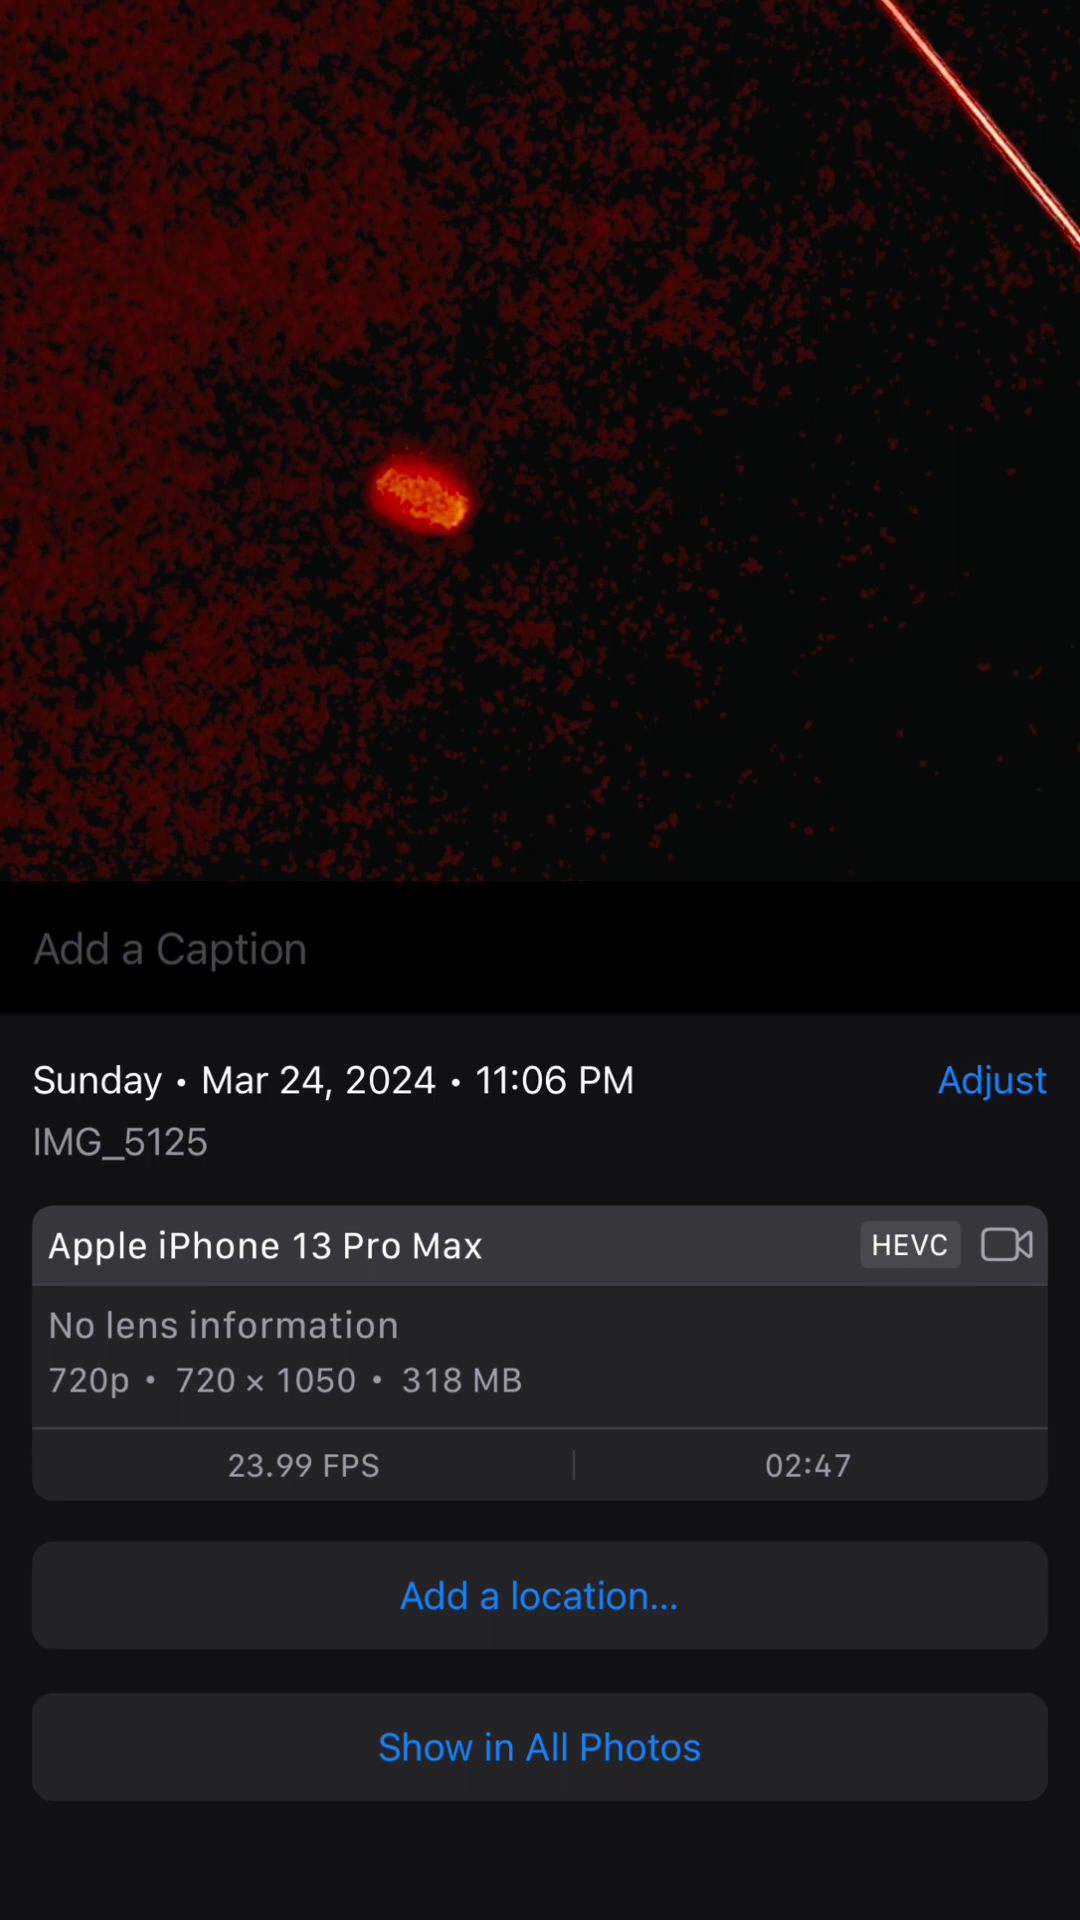 Add a Caption
Sunday • Mar 24, 2024 • 11:06 PM
Adjust
IMG_5125
Apple iPhone 13 Pro Max
HEVC
No lens information
720p • 720 × 1050 • 318 MB
23.99 FPS
02:47
Add a location...
Show in All Photos